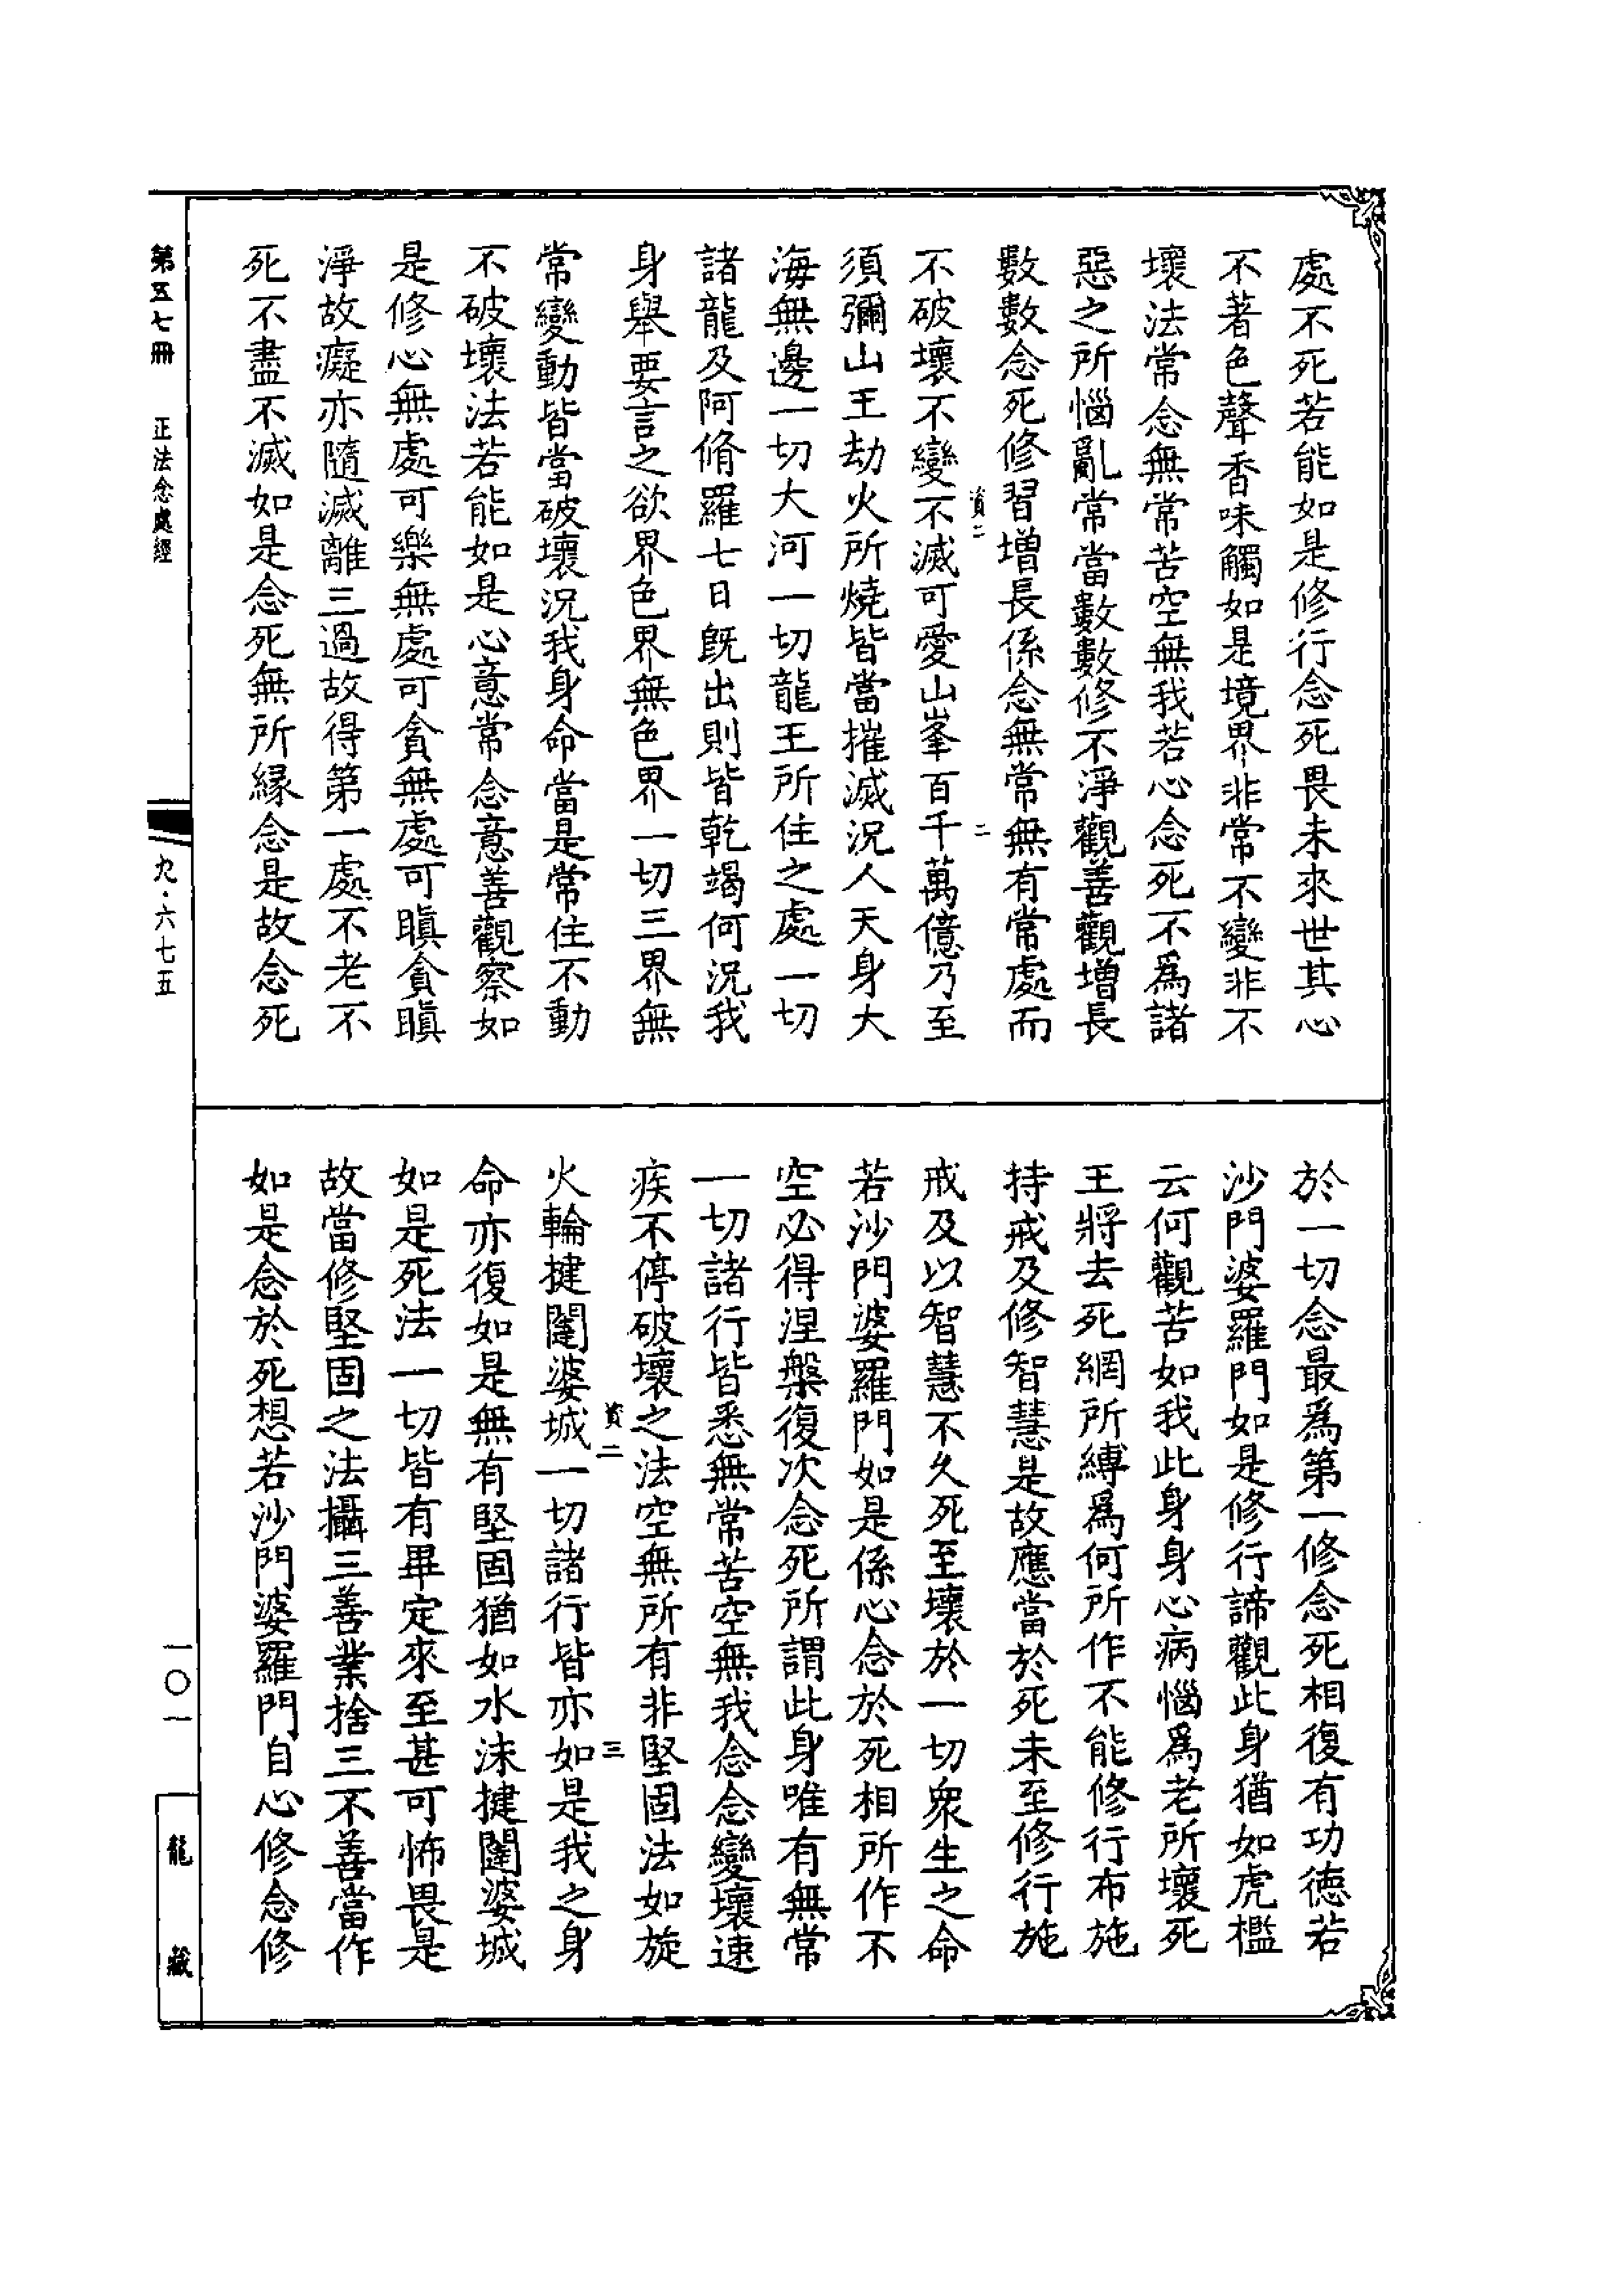 處不死若能如是修行念死畏未來世其心
不著色聲香味觸如是境界非常不變非不
壞法常念無常苦空無我若心念死不爲諸
惡之所惱亂常當數數修不淨觀善觀增長
數數念死修習增長係念無常無有常處而
資二 二
不破壞不變不滅可愛山峯百千萬億乃至
須彌山王劫火所燒皆當摧滅況人天身大
海無邊一切大河一切龍王所住之處一切
諸龍及阿脩羅七日既出則皆乾竭何況我
身舉要言之欲界色界無色界一切三界無
常變動皆當破壞況我身命當是常住不動
不破壞法若能如是心意常念意善觀察如
是修心無處可樂無處可貪無處可瞋貪瞋
淨故癡亦隨滅離三過故得第一處不老不
死不盡不滅如是念死無所緣念是故念死
於一切念最爲第一修念死相復有功德若
沙門婆羅門如是修行諦觀此身猶如虎檻
云何觀苦如我此身身心病惱爲老所壞死
王將去死網所縛爲何所作不能修行布施
持戒及修智慧是故應當於死未至修行施
戒及以智慧不久死至壞於一切衆生之命
若沙門婆羅門如是係心念於死相所作不
空必得涅槃復次念死所謂此身唯有無常
一切諸行皆悉無常苦空無我念念變壞速
疾不停破壞之法空無所有非堅固法如旋
資二 三
火輪揵闥婆城一切諸行皆亦如是我之身
命亦復如是無有堅固猶如水沫揵闥婆城
如是死法一切皆有畢定來至甚可怖畏是
故當修堅固之法攝三善業捨三不善當作
如是念於死想若沙門婆羅門自心修念修
第五七冊 正法念處經
九·六七五
一〇一
龍藏